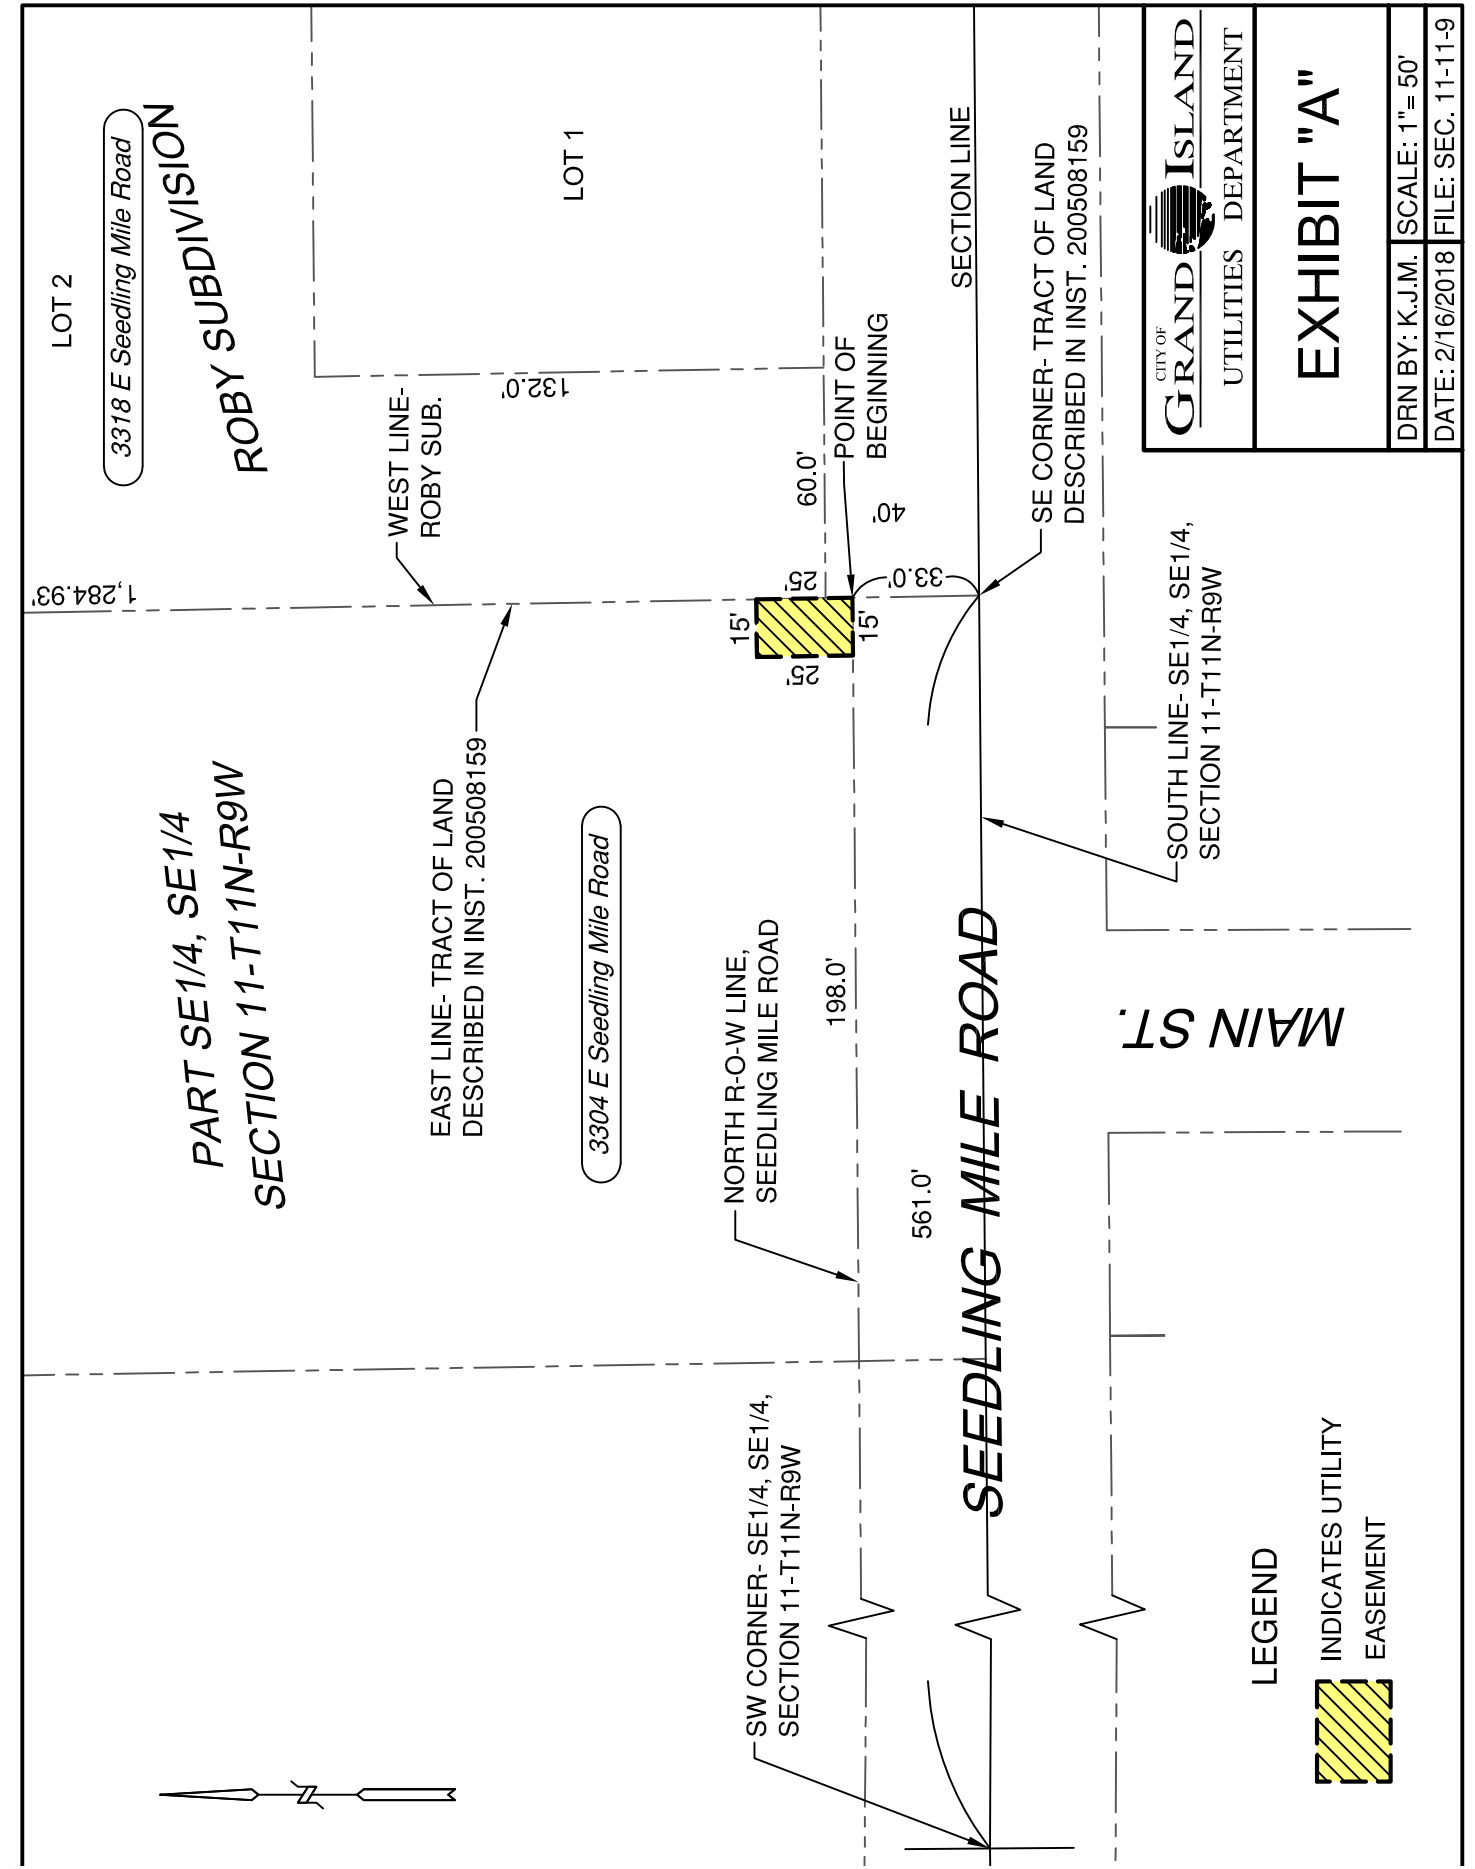 LOT 2
3318 E Seedling Mile Road
ROBY SUBDIVISION
LOT 1
132.0'
WEST LINE-
ROBY SUB.
1,284.93'
PART SE1/4, SE1/4
SECTION 11-T11N-R9W
EAST LINE- TRACT OF LAND
DESCRIBED IN INST. 200508159
3304 E Seedling Mile Road
15'
25'
25'
15'
60.0'
POINT OF
BEGINNING
40'
33.0'
SECTION LINE
SE CORNER- TRACT OF LAND
DESCRIBED IN INST. 200508159
NORTH R-O-W LINE,
SEEDLING MILE ROAD
198.0'
561.0'
SEEDLING MILE ROAD
SOUTH LINE- SE1/4, SE1/4,
SECTION 11-T11N-R9W
MAIN ST.
SW CORNER- SE1/4, SE1/4,
SECTION 11-T11N-R9W
LEGEND
INDICATES UTILITY
EASEMENT
CITY OF
GRAND ISLAND
UTILITIES DEPARTMENT
EXHIBIT "A"
DRN BY: K.J.M.
SCALE: 1"= 50'
DATE: 2/16/2018
FILE: SEC. 11-11-9